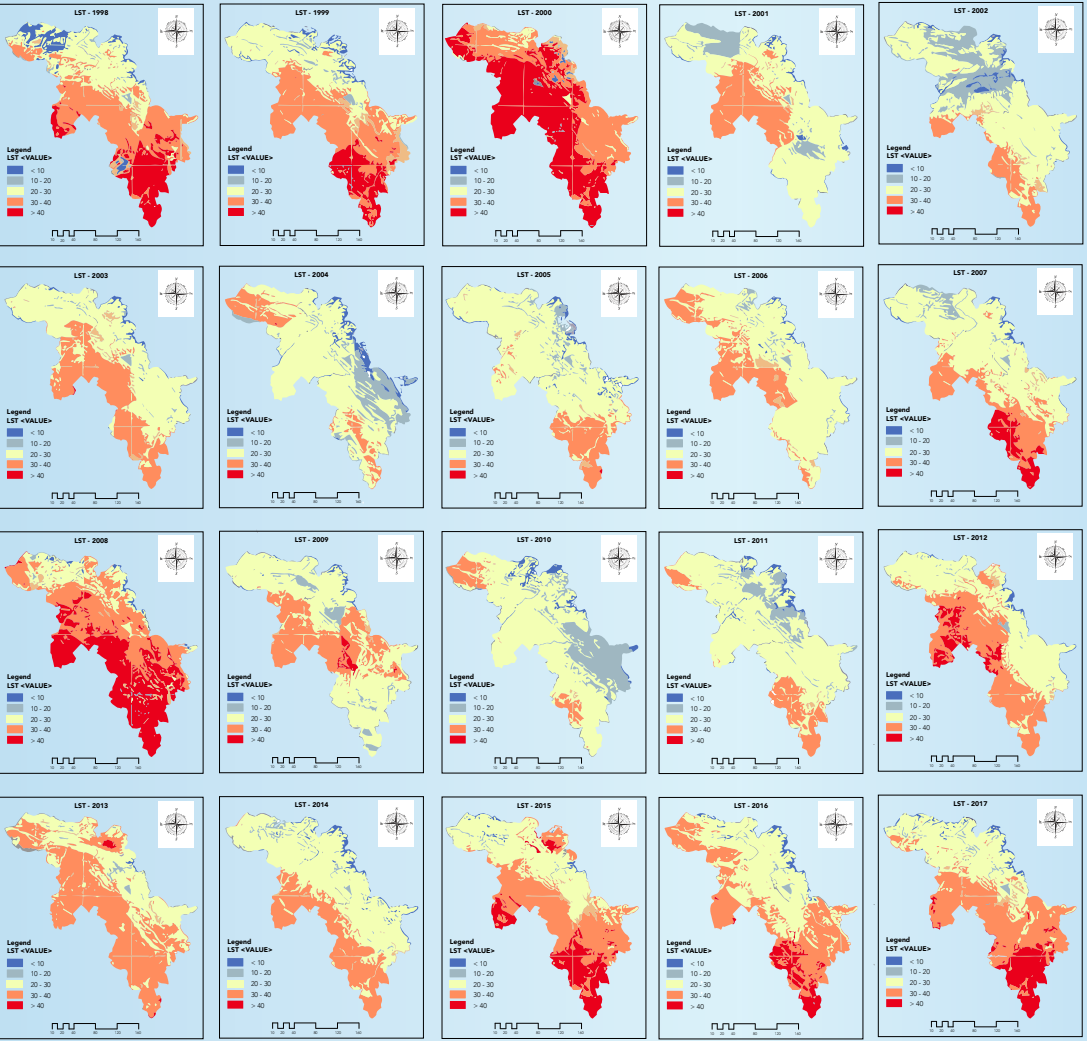 LST - 1998
Legend
LST <VALUE>
< 10
10 - 20
20 - 30
30 - 40
> 40
LST - 1999
Legend
LST <VALUE>
< 10
10 - 20
20 - 30
30 - 40
> 40
LST - 2000
Legend
LST <VALUE>
< 10
10 - 20
20 - 30
30 - 40
> 40
LST - 2001
Legend
LST <VALUE>
< 10
10 - 20
20 - 30
30 - 40
> 40
LST - 2002
Legend
LST <VALUE>
< 10
10 - 20
20 - 30
30 - 40
> 40
LST - 2003
Legend
LST <VALUE>
< 10
10 - 20
20 - 30
30 - 40
> 40
LST - 2004
Legend
LST <VALUE>
< 10
10 - 20
20 - 30
30 - 40
> 40
LST - 2005
Legend
LST <VALUE>
< 10
10 - 20
20 - 30
30 - 40
> 40
LST - 2006
Legend
LST <VALUE>
< 10
10 - 20
20 - 30
30 - 40
> 40
LST - 2007
Legend
LST <VALUE>
< 10
10 - 20
20 - 30
30 - 40
> 40
LST - 2008
Legend
LST <VALUE>
< 10
10 - 20
20 - 30
30 - 40
> 40
LST - 2009
Legend
LST <VALUE>
< 10
10 - 20
20 - 30
30 - 40
> 40
LST - 2010
Legend
LST <VALUE>
< 10
10 - 20
20 - 30
30 - 40
> 40
LST - 2011
Legend
LST <VALUE>
< 10
10 - 20
20 - 30
30 - 40
> 40
LST - 2012
Legend
LST <VALUE>
< 10
10 - 20
20 - 30
30 - 40
> 40
LST - 2013
Legend
LST <VALUE>
< 10
10 - 20
20 - 30
30 - 40
> 40
LST - 2014
Legend
LST <VALUE>
< 10
10 - 20
20 - 30
30 - 40
> 40
LST - 2015
Legend
LST <VALUE>
< 10
10 - 20
20 - 30
30 - 40
> 40
LST - 2016
Legend
LST <VALUE>
< 10
10 - 20
20 - 30
30 - 40
> 40
LST - 2017
Legend
LST <VALUE>
< 10
10 - 20
20 - 30
30 - 40
> 40